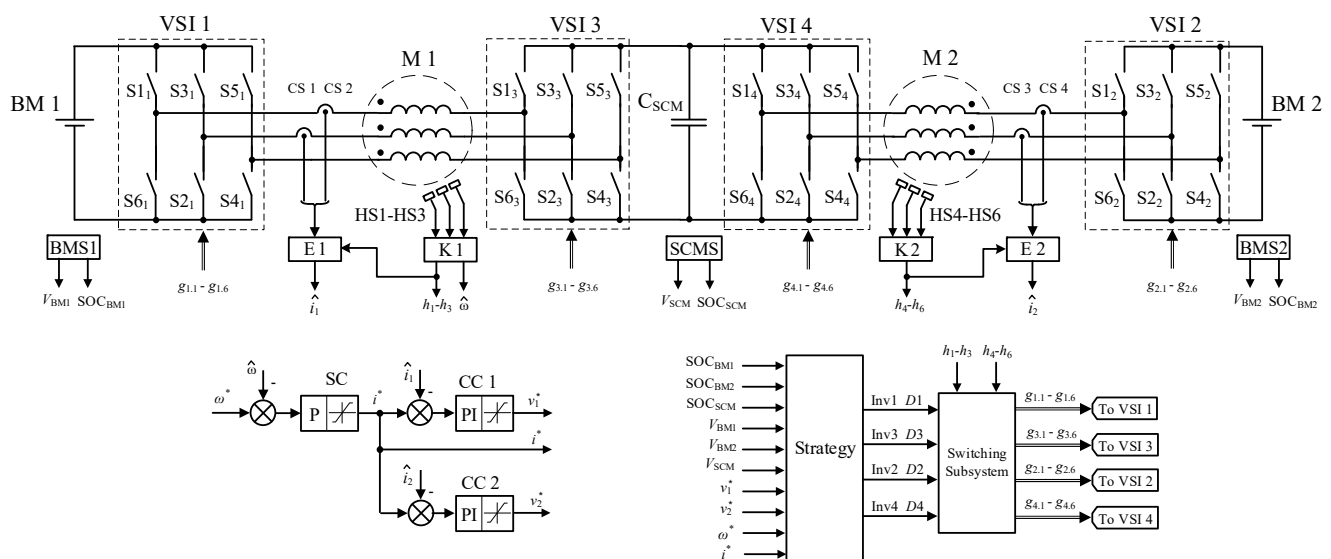 VSI 1
VSI 3
VSI 4
VSI 2
M 1
M 2
BM 1
BM 2
CS 1 CS 2
CS 3 CS 4
C_SCM
S1₁ S3₁ S5₁
S6₁ S2₁ S4₁
S1₃ S3₃ S5₃
S6₃ S2₃ S4₃
S1₄ S3₄ S5₄
S6₄ S2₄ S4₄
S1₂ S3₂ S5₂
S6₂ S2₂ S4₂
HS1-HS3
HS4-HS6
BMS1
E 1
K 1
SCMS
K 2
E 2
BMS2
V_BM1 SOC_BM1
g₁.₁ - g₁.₆
î₁
h₁-h₃ ω̂
g₃.₁ - g₃.₆
V_SCM SOC_SCM
g₄.₁ - g₄.₆
h₄-h₆
î₂
g₂.₁ - g₂.₆
V_BM2 SOC_BM2
ω̂
ω*
-
SC
P
i*
î₁
-
CC 1
PI
v₁*
i*
î₂
-
CC 2
PI
v₂*
SOC_BM1
SOC_BM2
SOC_SCM
V_BM1
V_BM2
V_SCM
v₁*
v₂*
ω*
i*
Strategy
Inv1 D1
Inv3 D3
Inv2 D2
Inv4 D4
h₁-h₃
h₄-h₆
Switching
Subsystem
g₁.₁ - g₁.₆
To VSI 1
g₃.₁ - g₃.₆
To VSI 3
g₂.₁ - g₂.₆
To VSI 2
g₄.₁ - g₄.₆
To VSI 4